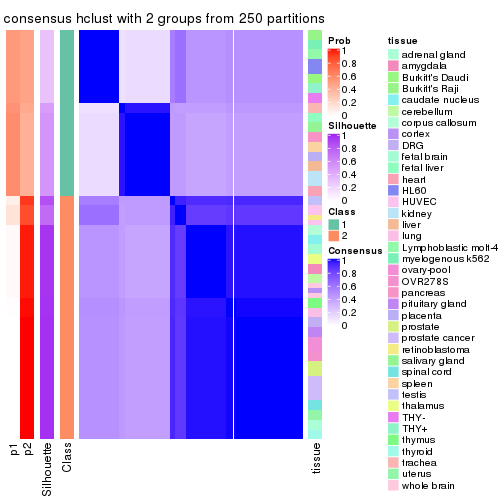 consensus hclust with 2 groups from 250 partitions
Prob
1
0.8
0.6
0.4
0.2
0
Silhouette
1
0.8
0.6
0.4
0.2
0
Class
1
2
Consensus
1
0.8
0.6
0.4
0.2
0
tissue
adrenal gland
amygdala
Burkitt's Daudi
Burkitt's Raji
caudate nucleus
cerebellum
corpus callosum
cortex
DRG
fetal brain
fetal liver
heart
HL60
HUVEC
kidney
liver
lung
Lymphoblastic molt-4
myelogenous k562
ovary-pool
OVR278S
pancreas
pituitary gland
placenta
prostate
prostate cancer
retinoblastoma
salivary gland
spinal cord
spleen
testis
thalamus
THY-
THY+
thymus
thyroid
trachea
uterus
whole brain
p1
p2
Silhouette
Class
tissue